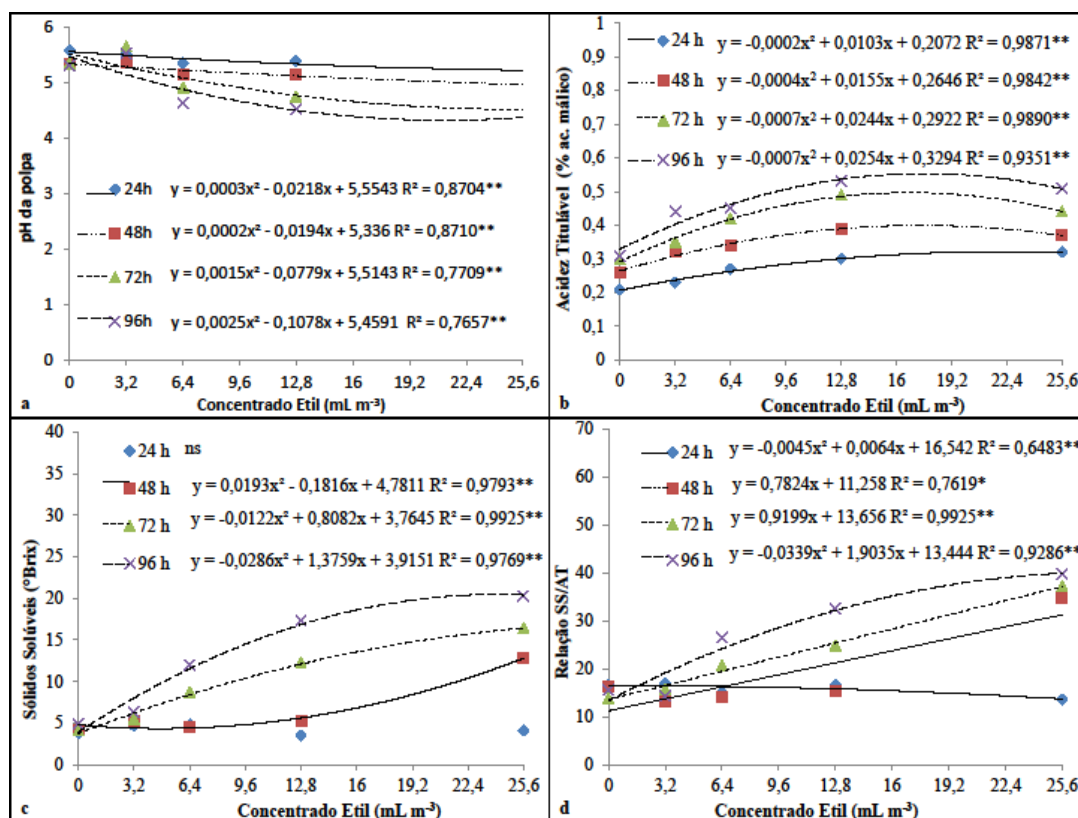 pH da polpa
6
5
4
3
2
1
0
24h y = 0,0003x² - 0,0218x + 5,5543 R² = 0,8704**
48h y = 0,0002x² - 0,0194x + 5,336 R² = 0,8710**
72h y = 0,0015x² - 0,0779x + 5,5143 R² = 0,7709**
96h y = 0,0025x² - 0,1078x + 5,4591 R² = 0,7657**
0 3,2 6,4 9,6 12,8 16 19,2 22,4 25,6
a Concentrado Etil (mL m⁻³)
Acidez Titulável (% ac. málico)
1
0,9
0,8
0,7
0,6
0,5
0,4
0,3
0,2
0,1
0
24 h y = -0,0002x² + 0,0103x + 0,2072 R² = 0,9871**
48 h y = -0,0004x² + 0,0155x + 0,2646 R² = 0,9842**
72 h y = -0,0007x² + 0,0244x + 0,2922 R² = 0,9890**
96 h y = -0,0007x² + 0,0254x + 0,3294 R² = 0,9351**
0 3,2 6,4 9,6 12,8 16 19,2 22,4 25,6
b Concentrado Etil (mL m⁻³)
Sólidos Solúveis (°Brix)
40
35
30
25
20
15
10
5
0
24 h ns
48 h y = 0,0193x² - 0,1816x + 4,7811 R² = 0,9793**
72 h y = -0,0122x² + 0,8082x + 3,7645 R² = 0,9925**
96 h y = -0,0286x² + 1,3759x + 3,9151 R² = 0,9769**
0 3,2 6,4 9,6 12,8 16 19,2 22,4 25,6
c Concentrado Etil (mL m⁻³)
Relação SS/AT
70
60
50
40
30
20
10
0
24 h y = -0,0045x² + 0,0064x + 16,542 R² = 0,6483**
48 h y = 0,7824x + 11,258 R² = 0,7619*
72 h y = 0,9199x + 13,656 R² = 0,9925**
96 h y = -0,0339x² + 1,9035x + 13,444 R² = 0,9286**
0 3,2 6,4 9,6 12,8 16 19,2 22,4 25,6
d Concentrado Etil (mL m⁻³)